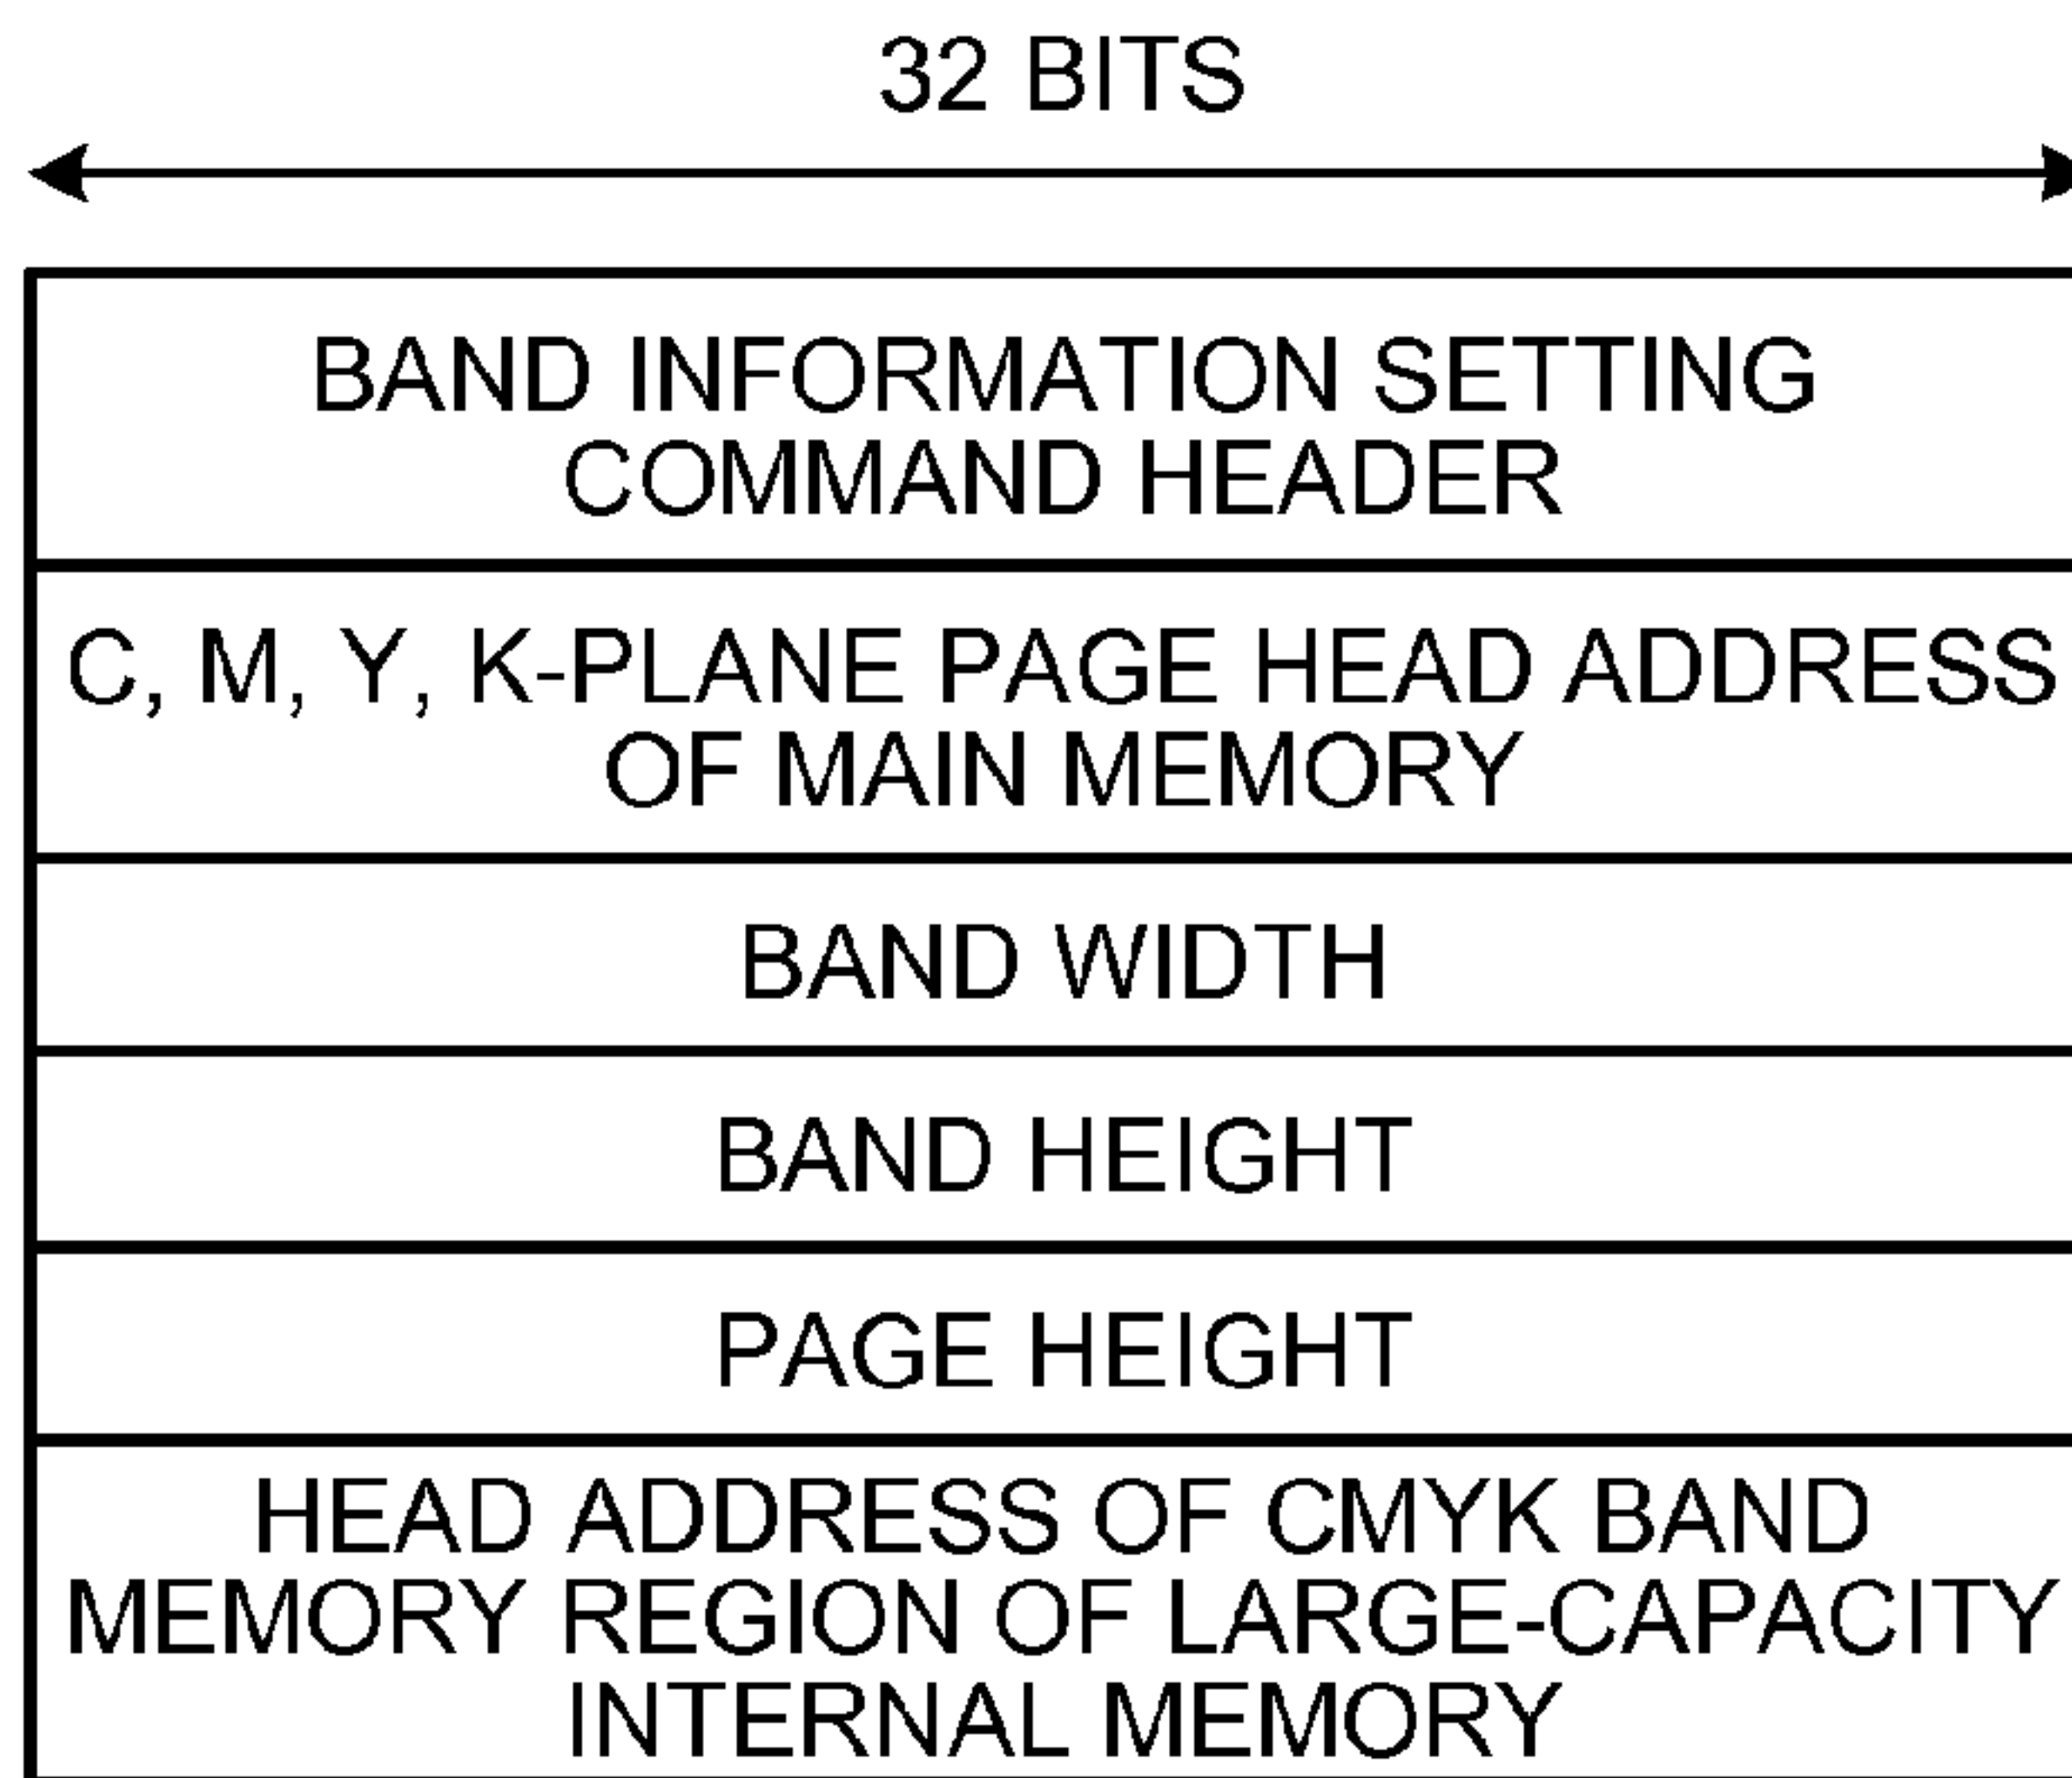 32 BITS
BAND INFORMATION SETTING
COMMAND HEADER
C, M, Y, K-PLANE PAGE HEAD ADDRESS
OF MAIN MEMORY
BAND WIDTH
BAND HEIGHT
PAGE HEIGHT
HEAD ADDRESS OF CMYK BAND
MEMORY REGION OF LARGE-CAPACITY
INTERNAL MEMORY